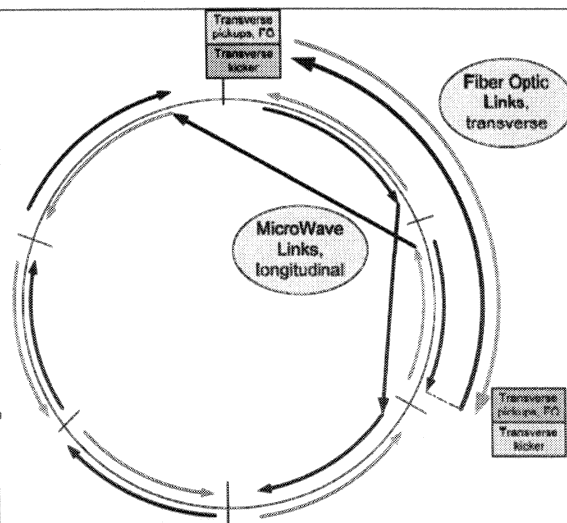 Transverse
pickups, FO
Transverse
kicker
Fiber Optic
Links,
transverse
MicroWave
Links,
longitudinal
Transverse
pickups, FO
Transverse
kicker